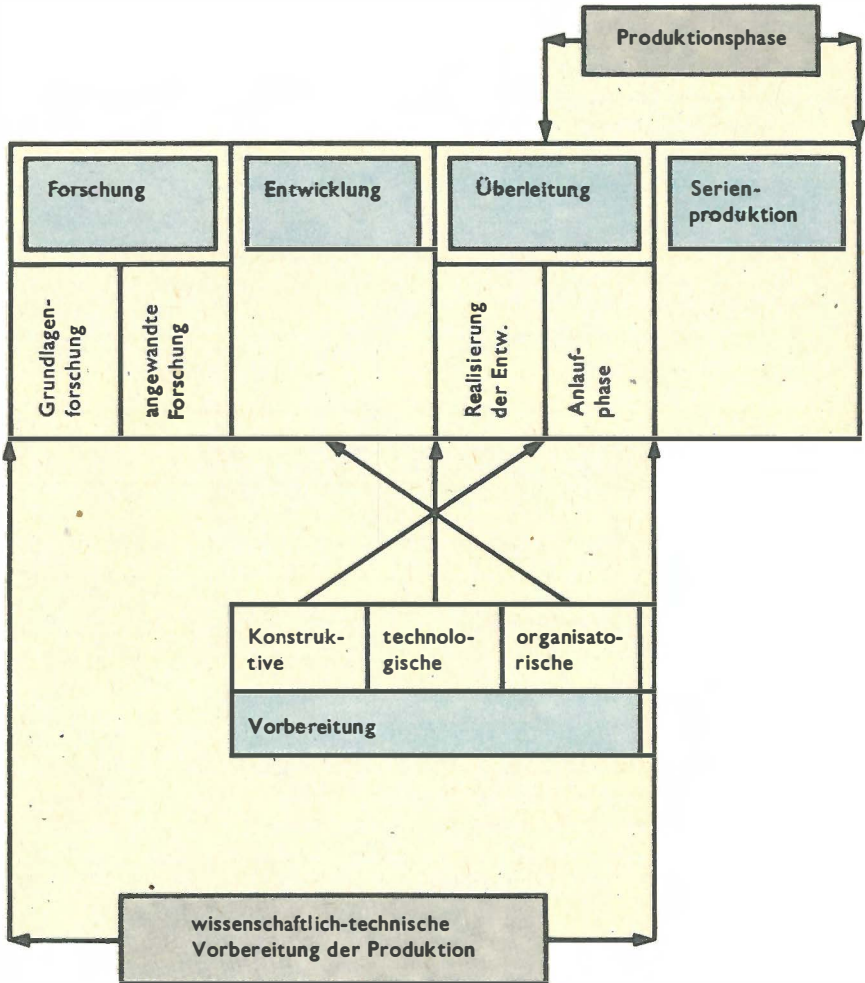 Produktionsphase
Forschung
Entwicklung
Überleitung
Serien-
produktion
Grundlagen-
forschung
angewandte
Forschung
Realisierung
der Entw.
Anlauf-
phase
Konstruk-
tive
technolo-
gische
organisato-
rische
Vorbereitung
wissenschaftlich-technische
Vorbereitung der Produktion